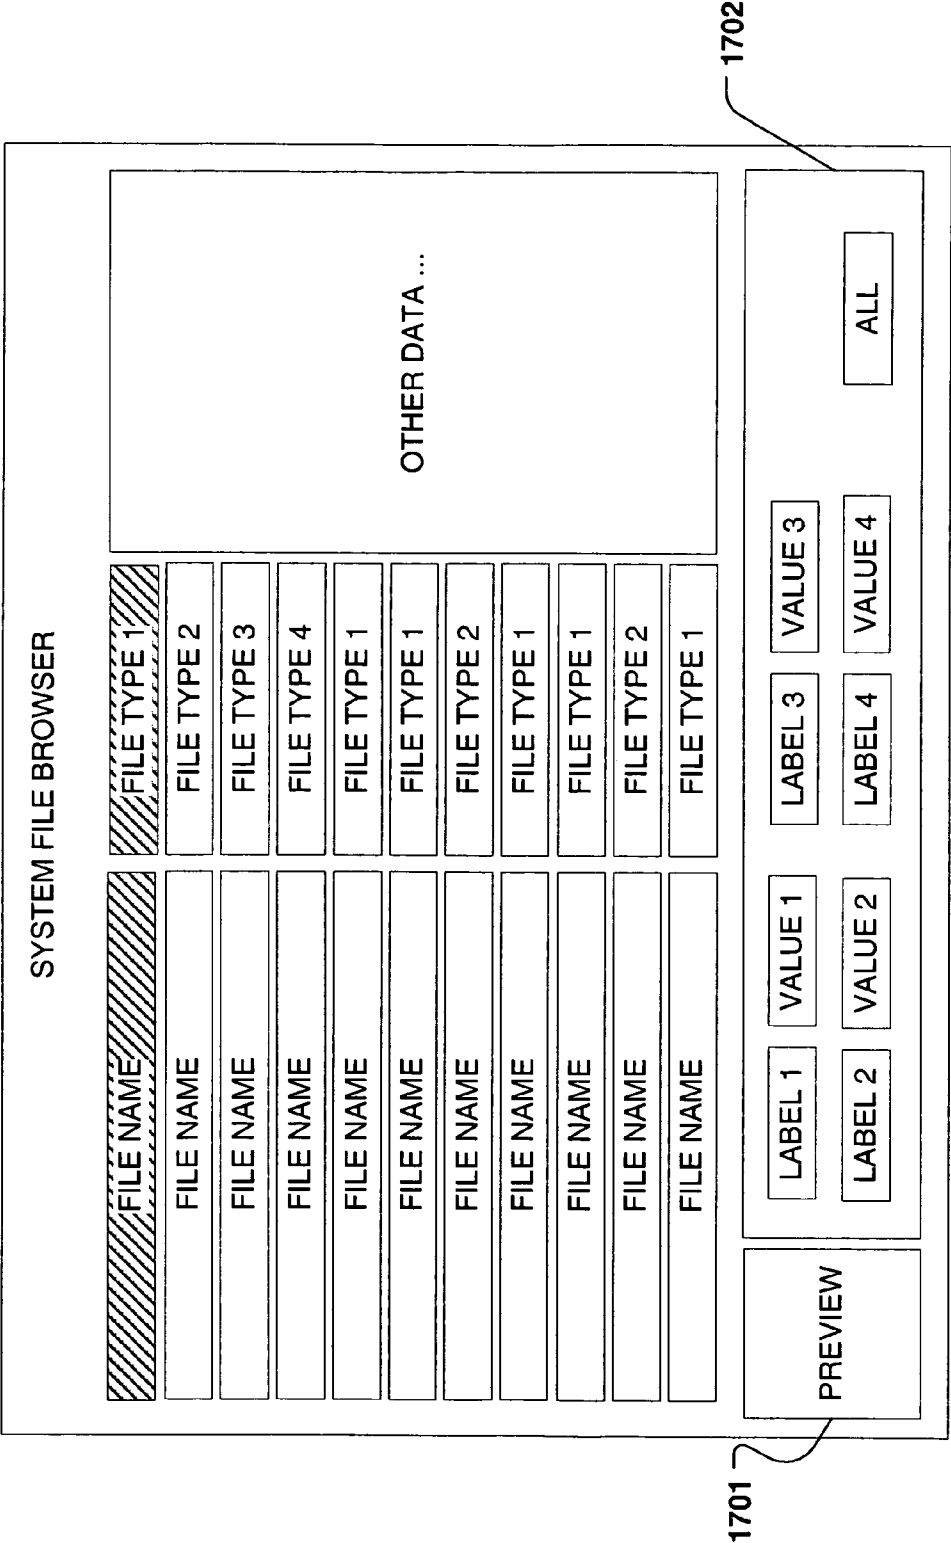 SYSTEM FILE BROWSER
FILE NAME FILE TYPE 1
FILE NAME FILE TYPE 2
FILE NAME FILE TYPE 3
FILE NAME FILE TYPE 4
FILE NAME FILE TYPE 1
FILE NAME FILE TYPE 1
FILE NAME FILE TYPE 2
FILE NAME FILE TYPE 1
FILE NAME FILE TYPE 1
FILE NAME FILE TYPE 2
FILE NAME FILE TYPE 1
OTHER DATA ...
PREVIEW
LABEL 1 VALUE 1 LABEL 3 VALUE 3
LABEL 2 VALUE 2 LABEL 4 VALUE 4 ALL
1701
1702